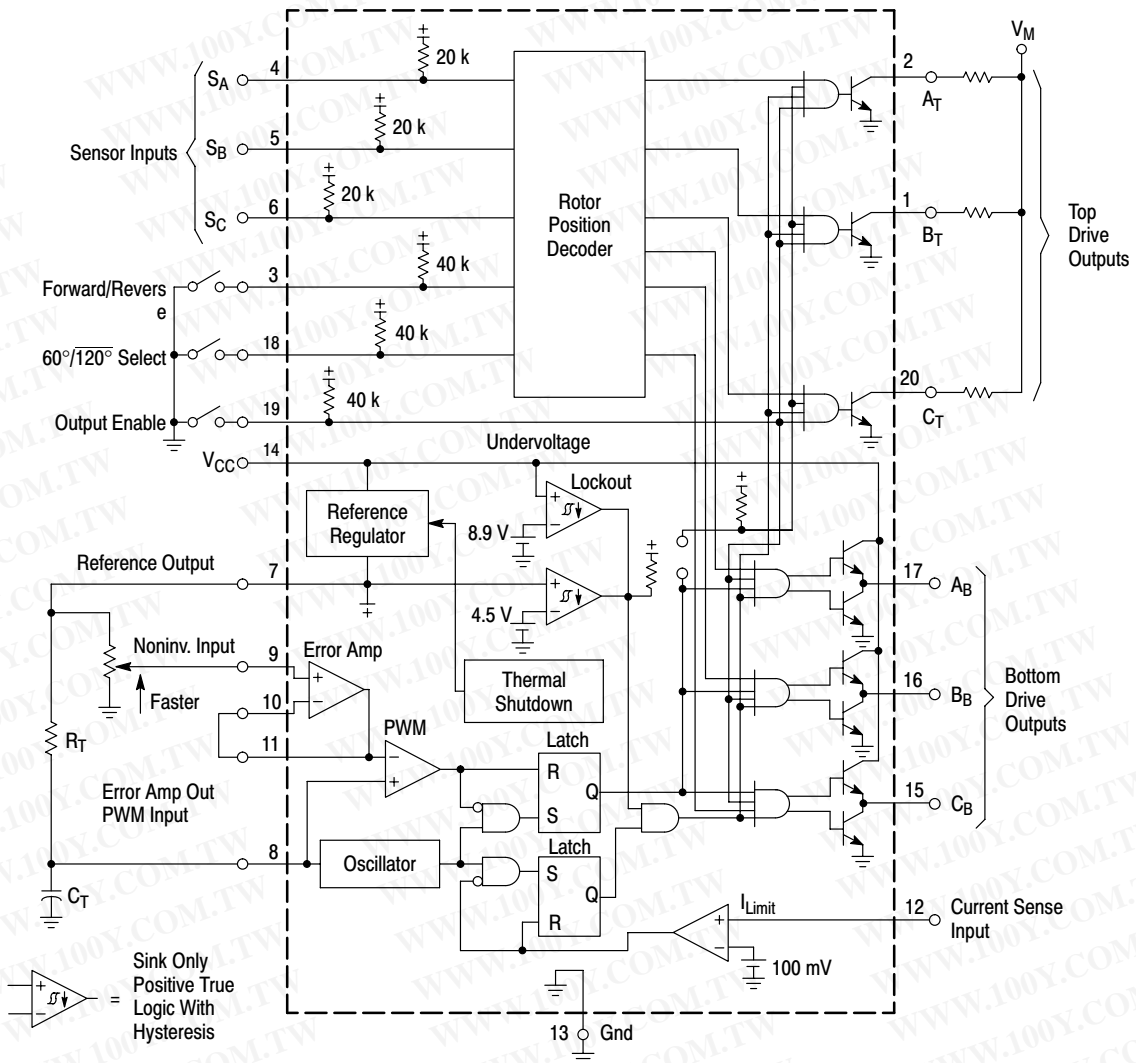 V_M
S_A 4
20 k
2
A_T
S_B 5
20 k
Sensor Inputs
S_C 6
20 k
Rotor
Position
Decoder
1
B_T
Top
Drive
Outputs
3
40 k
Forward/Revers
e
60°/120° Select
18
40 k
20
C_T
Output Enable
19
40 k
V_CC 14
Undervoltage
Lockout
Reference
Regulator
8.9 V
Reference Output
7
4.5 V
17
A_B
Noninv. Input
9
Error Amp
Faster
10
Thermal
Shutdown
16
B_B
Bottom
Drive
Outputs
R_T
11
PWM
Latch
R
Q
S
Error Amp Out
PWM Input
15
C_B
8
Oscillator
Latch
S
Q
R
C_T
I_Limit
12
Current Sense
Input
100 mV
= Sink Only
Positive True
Logic With
Hysteresis
13 Gnd
WWW.100Y.COM.TW